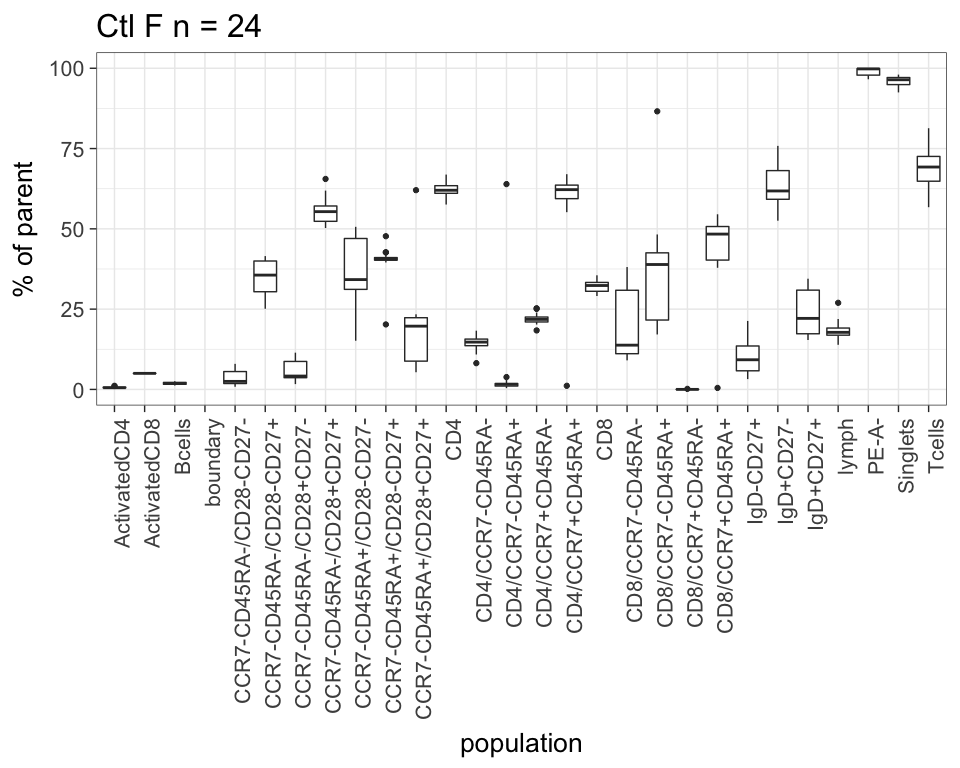 Ctl F n = 24
100
75
50
25
0
% of parent
ActivatedCD4
ActivatedCD8
Bcells
boundary
CCR7-CD45RA-/CD28-CD27-
CCR7-CD45RA-/CD28-CD27+
CCR7-CD45RA-/CD28+CD27-
CCR7-CD45RA-/CD28+CD27+
CCR7-CD45RA+/CD28-CD27-
CCR7-CD45RA+/CD28-CD27+
CCR7-CD45RA+/CD28+CD27+
CD4
CD4/CCR7-CD45RA-
CD4/CCR7-CD45RA+
CD4/CCR7+CD45RA-
CD4/CCR7+CD45RA+
CD8
CD8/CCR7-CD45RA-
CD8/CCR7-CD45RA+
CD8/CCR7+CD45RA-
CD8/CCR7+CD45RA+
IgD-CD27+
IgD+CD27-
IgD+CD27+
lymph
PE-A-
Singlets
Tcells
population